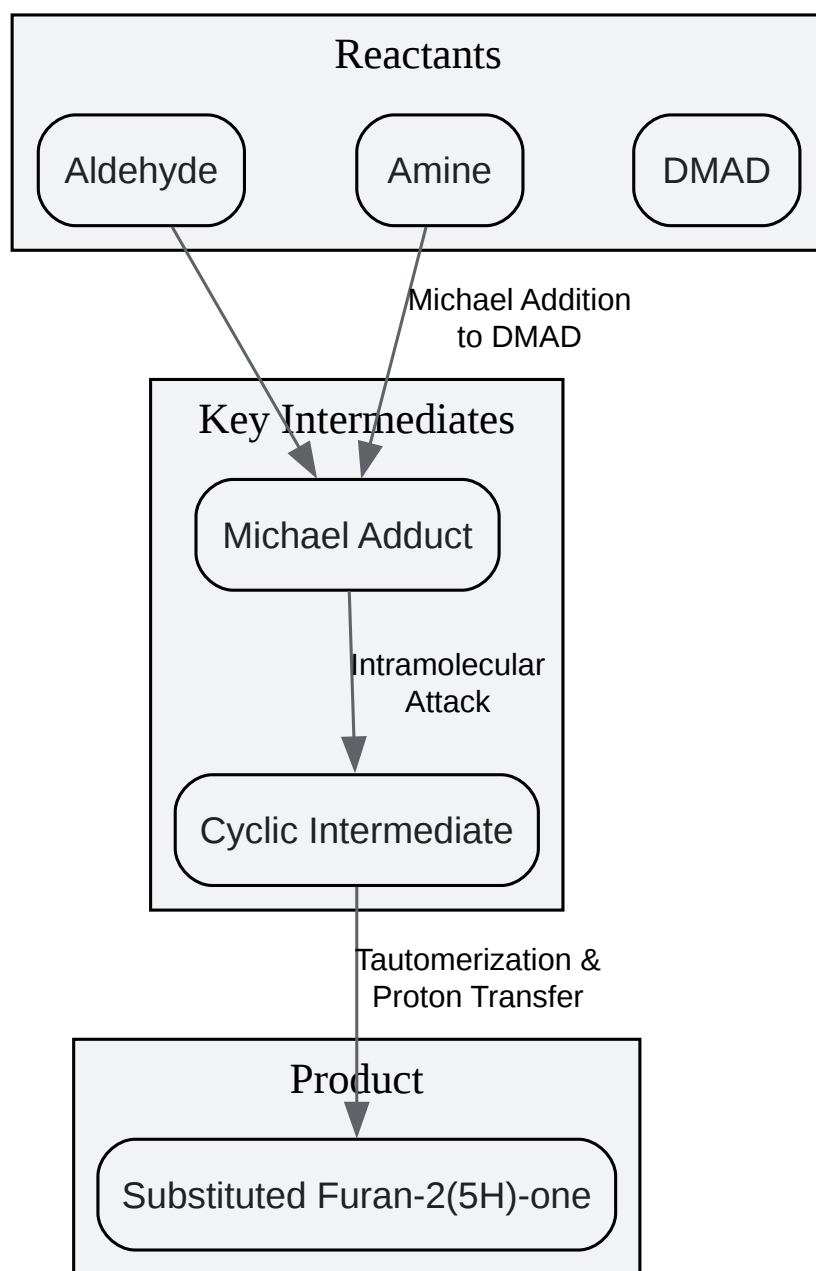 Reactants
Aldehyde
Amine
DMAD
Michael Addition
to DMAD
Key Intermediates
Michael Adduct
Intramolecular
Attack
Cyclic Intermediate
Tautomerization &
Proton Transfer
Product
Substituted Furan-2(5H)-one